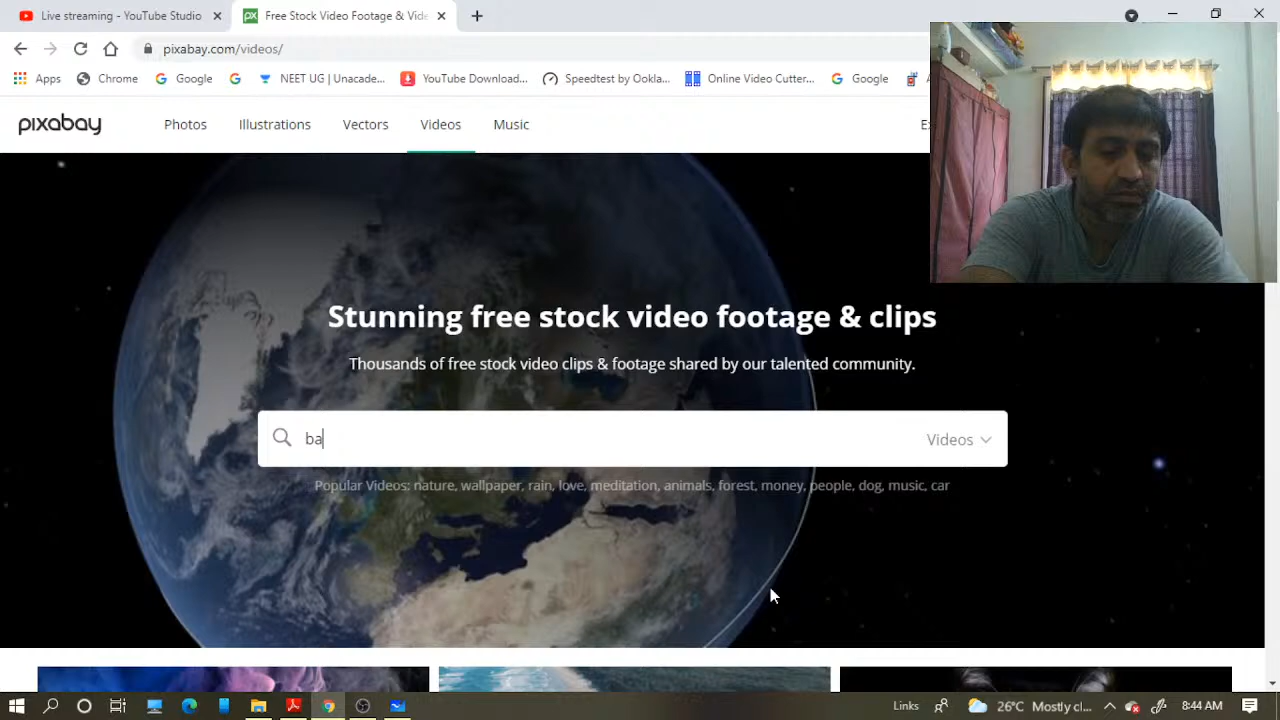 Live streaming - YouTube Studio
Free Stock Video Footage & Vide
pixabay.com/videos/
Apps Chrome Google NEET UG | Unacade... YouTube Download... Speedtest by Ookla... Online Video Cutter... Google
pixabay Photos Illustrations Vectors Videos Music
Stunning free stock video footage & clips
Thousands of free stock video clips & footage shared by our talented community.
ba Videos
Popular Videos: nature, wallpaper, rain, love, meditation, animals, forest, money, people, dog, music, car
Links 26°C Mostly cl... 8:44 AM